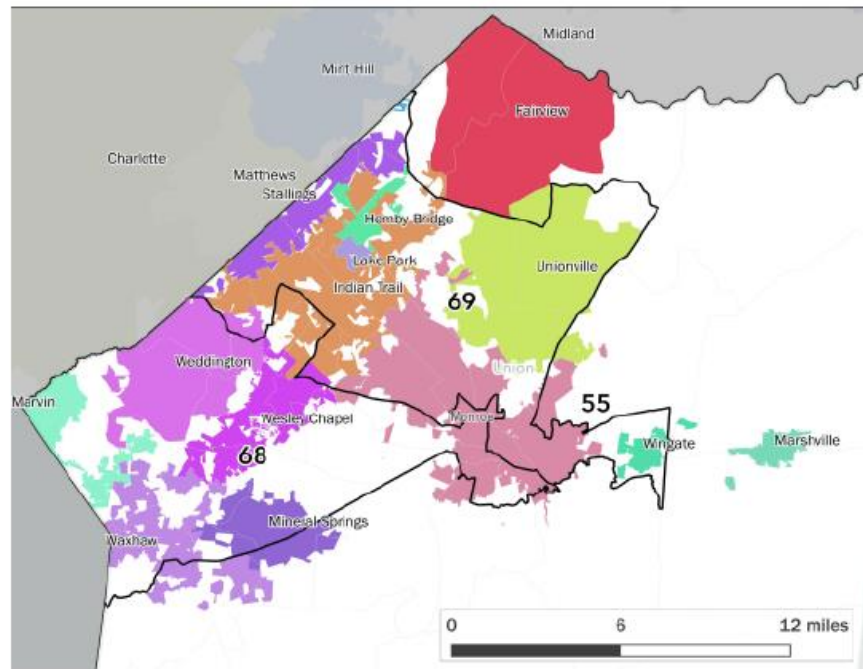 Midland
Mint Hill
Fairview
Charlotte
Matthews
Stallings
Hemby Bridge
Lake Park
Unionville
Indian Trail
69
Union
Weddington
Marvin
55
Wesley Chapel
Monroe
Wingate
Marshville
68
Mineral Springs
Waxhaw
0 6 12 miles